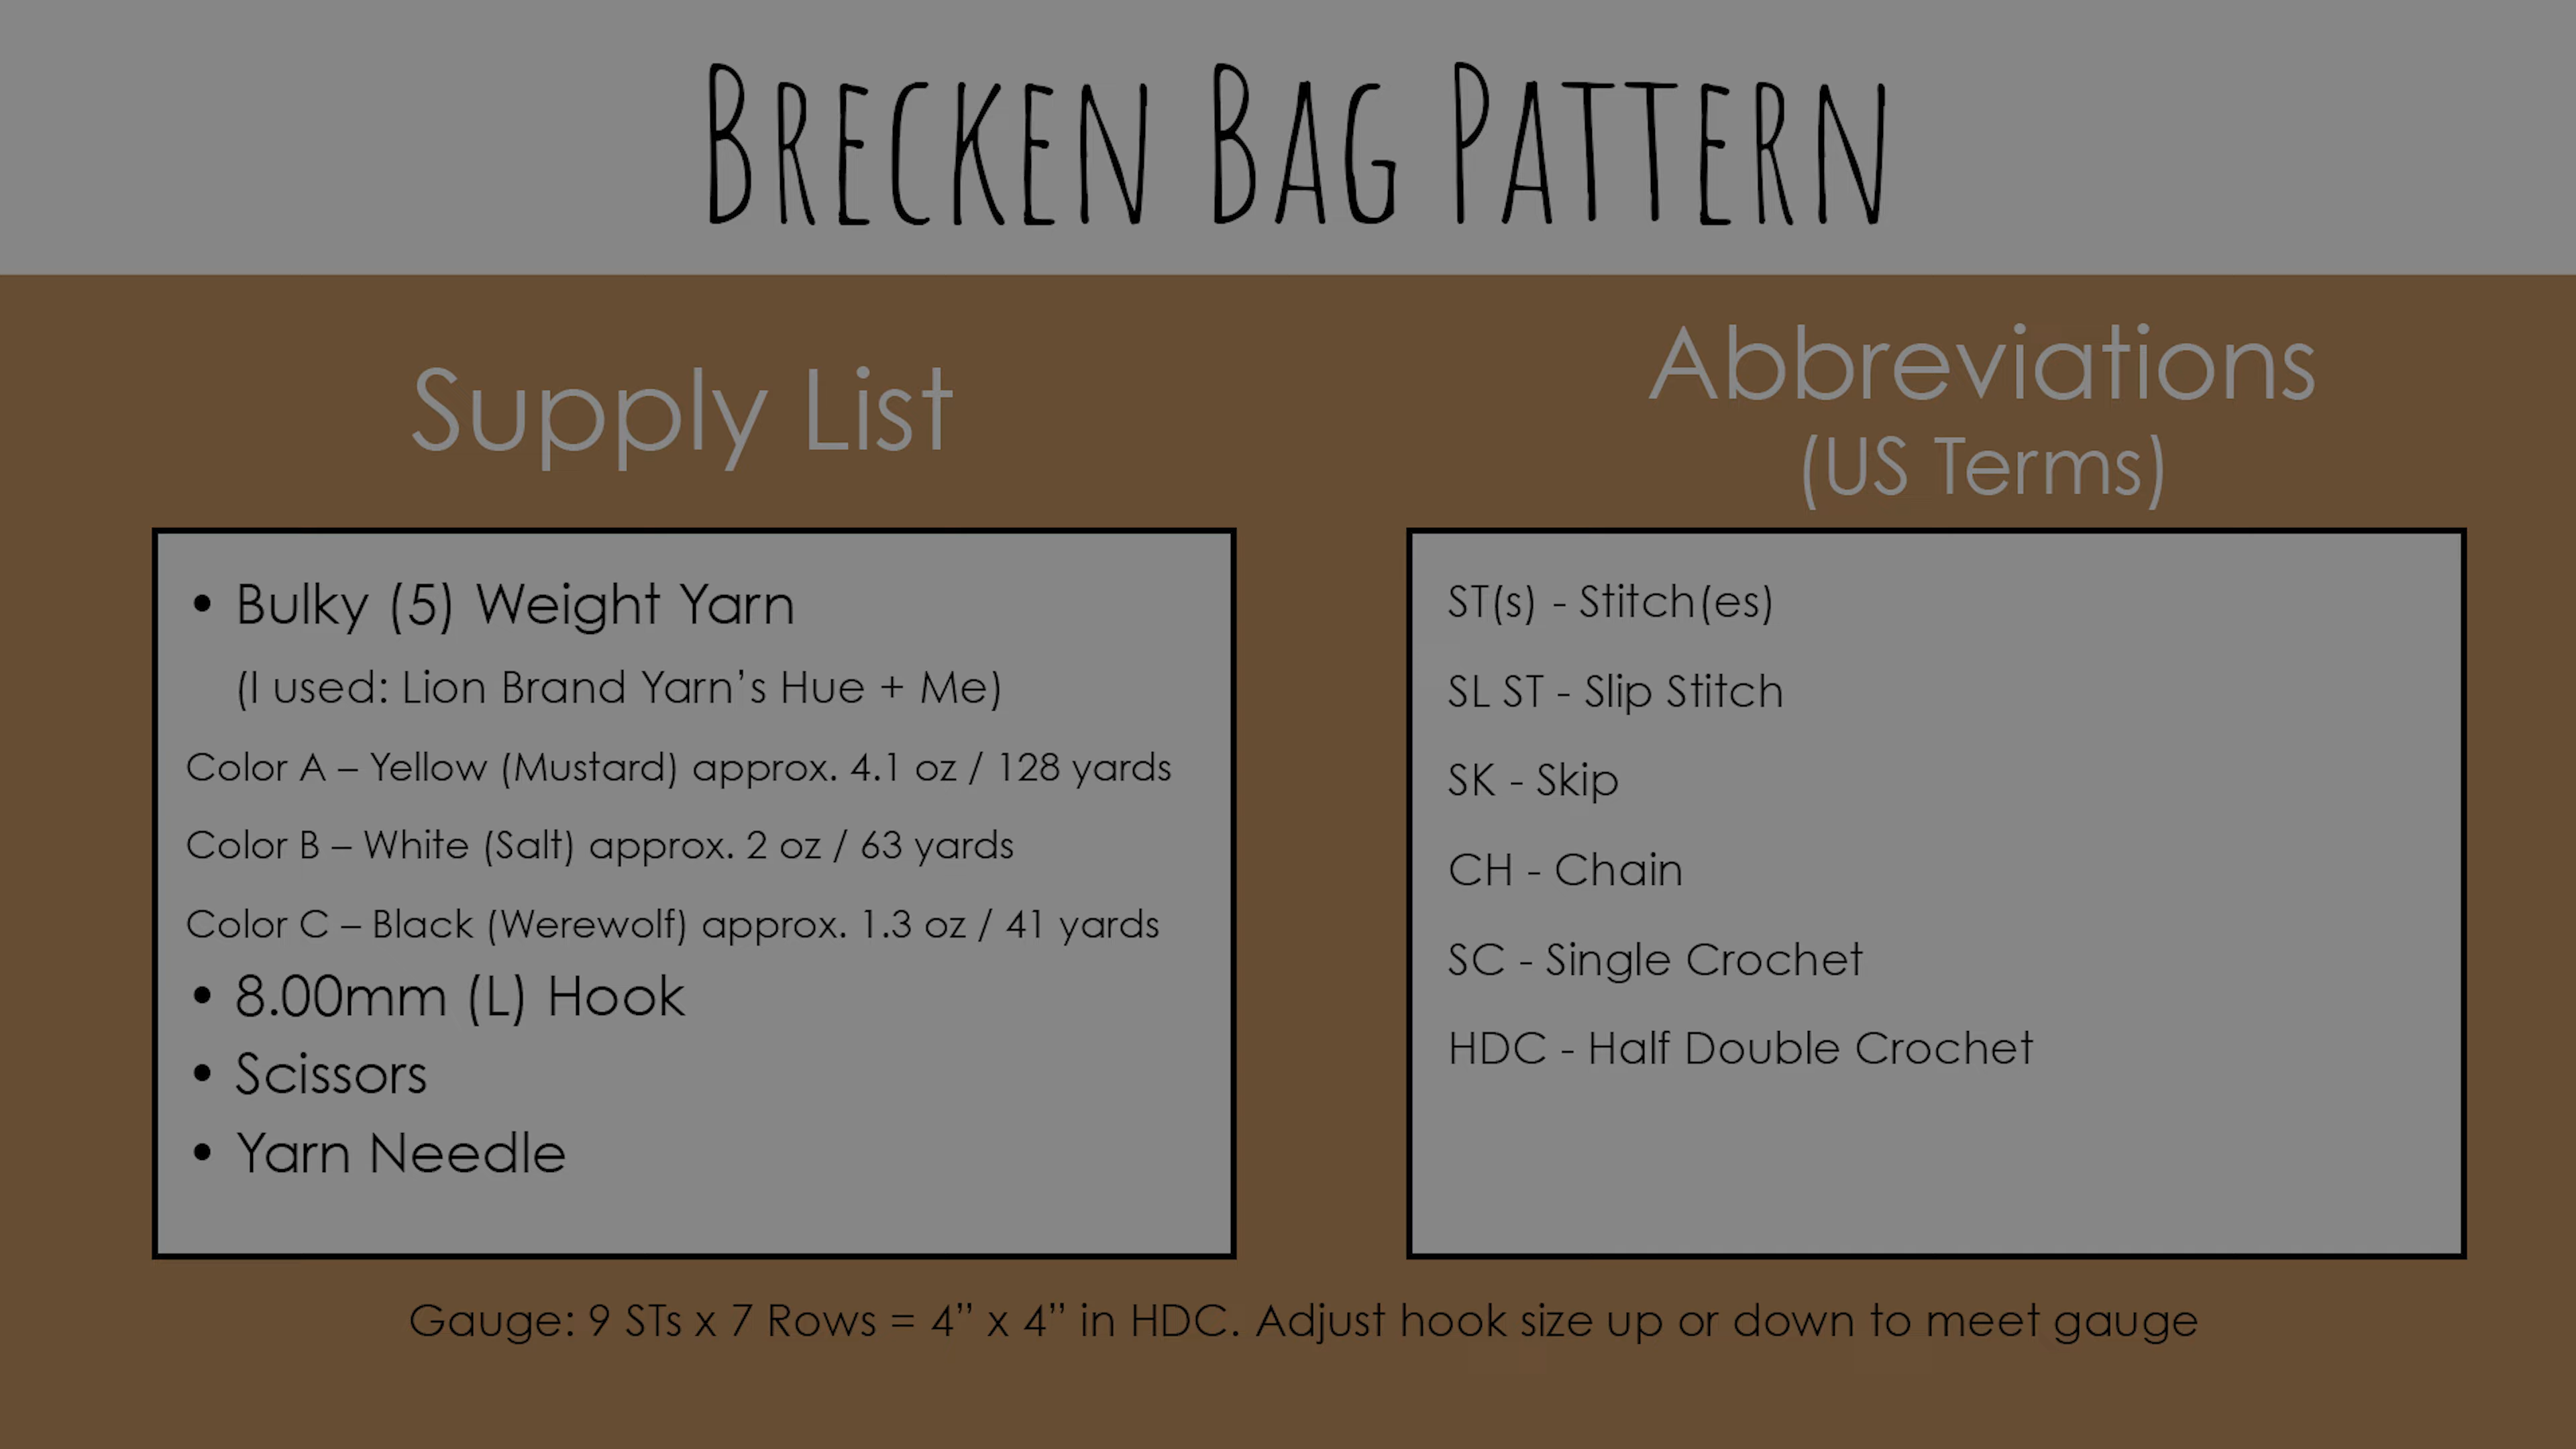 BRECKEN BAG PATTERN
Supply List
• Bulky (5) Weight Yarn
(I used: Lion Brand Yarn’s Hue + Me)
Color A – Yellow (Mustard) approx. 4.1 oz / 128 yards
Color B – White (Salt) approx. 2 oz / 63 yards
Color C – Black (Werewolf) approx. 1.3 oz / 41 yards
• 8.00mm (L) Hook
• Scissors
• Yarn Needle
Abbreviations
(US Terms)
ST(s) - Stitch(es)
SL ST - Slip Stitch
SK - Skip
CH - Chain
SC - Single Crochet
HDC - Half Double Crochet
Gauge: 9 STs x 7 Rows = 4” x 4” in HDC. Adjust hook size up or down to meet gauge